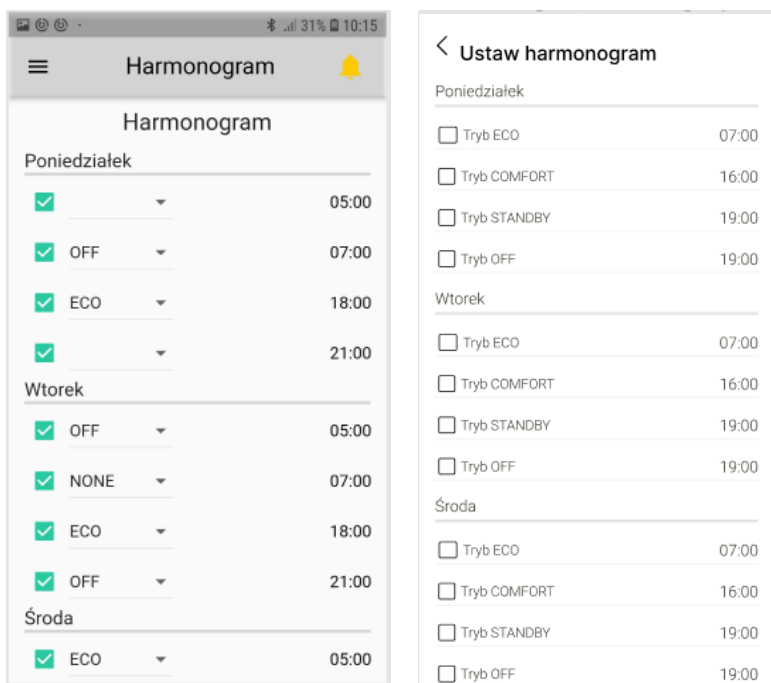 31% 10:15
Harmonogram
Harmonogram
Poniedziałek
05:00
OFF 07:00
ECO 18:00
21:00
Wtorek
OFF 05:00
NONE 07:00
ECO 18:00
OFF 21:00
Środa
ECO 05:00
Ustaw harmonogram
Poniedziałek
Tryb ECO 07:00
Tryb COMFORT 16:00
Tryb STANDBY 19:00
Tryb OFF 19:00
Wtorek
Tryb ECO 07:00
Tryb COMFORT 16:00
Tryb STANDBY 19:00
Tryb OFF 19:00
Środa
Tryb ECO 07:00
Tryb COMFORT 16:00
Tryb STANDBY 19:00
Tryb OFF 19:00